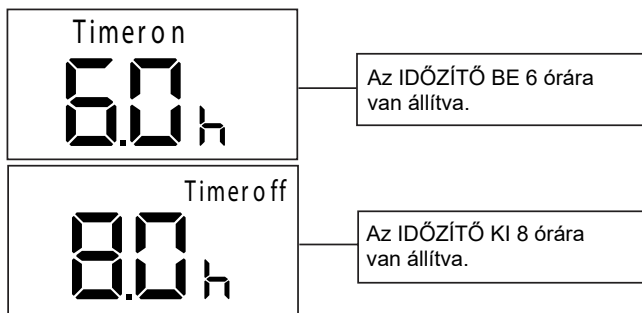 Timer on
6.0 h
Az IDŐZÍTŐ BE 6 órára
van állítva.
Timer off
8.0 h
Az IDŐZÍTŐ KI 8 órára
van állítva.